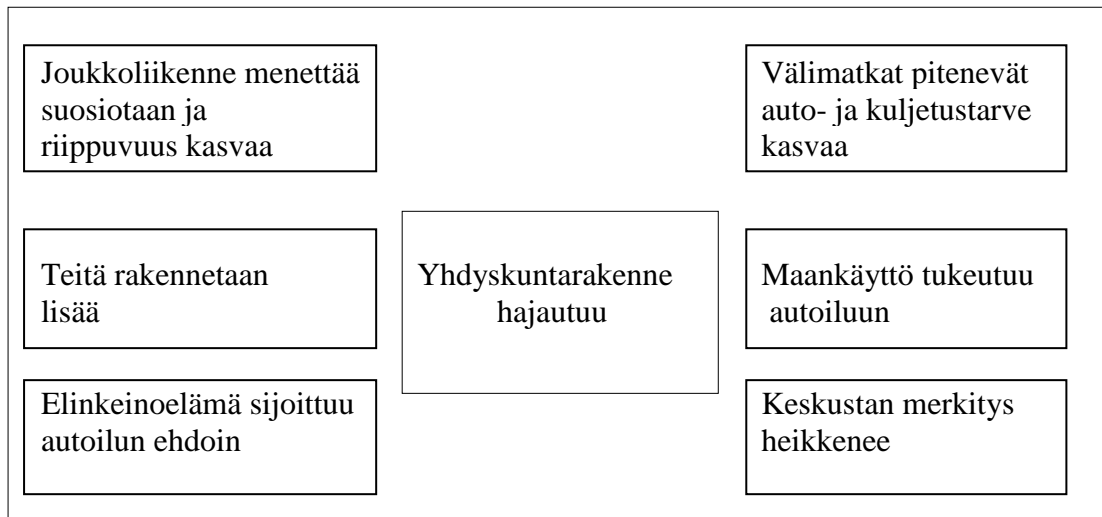 Joukkoliikenne menettää
suosiotaan ja
riippuvuus kasvaa
Välimatkat pitenevät
auto- ja kuljetustarve
kasvaa
Teitä rakennetaan
lisää
Yhdyskuntarakenne
hajautuu
Maankäyttö tukeutuu
autoiluun
Elinkeinoelämä sijoittuu
autoilun ehdoin
Keskustan merkitys
heikkenee